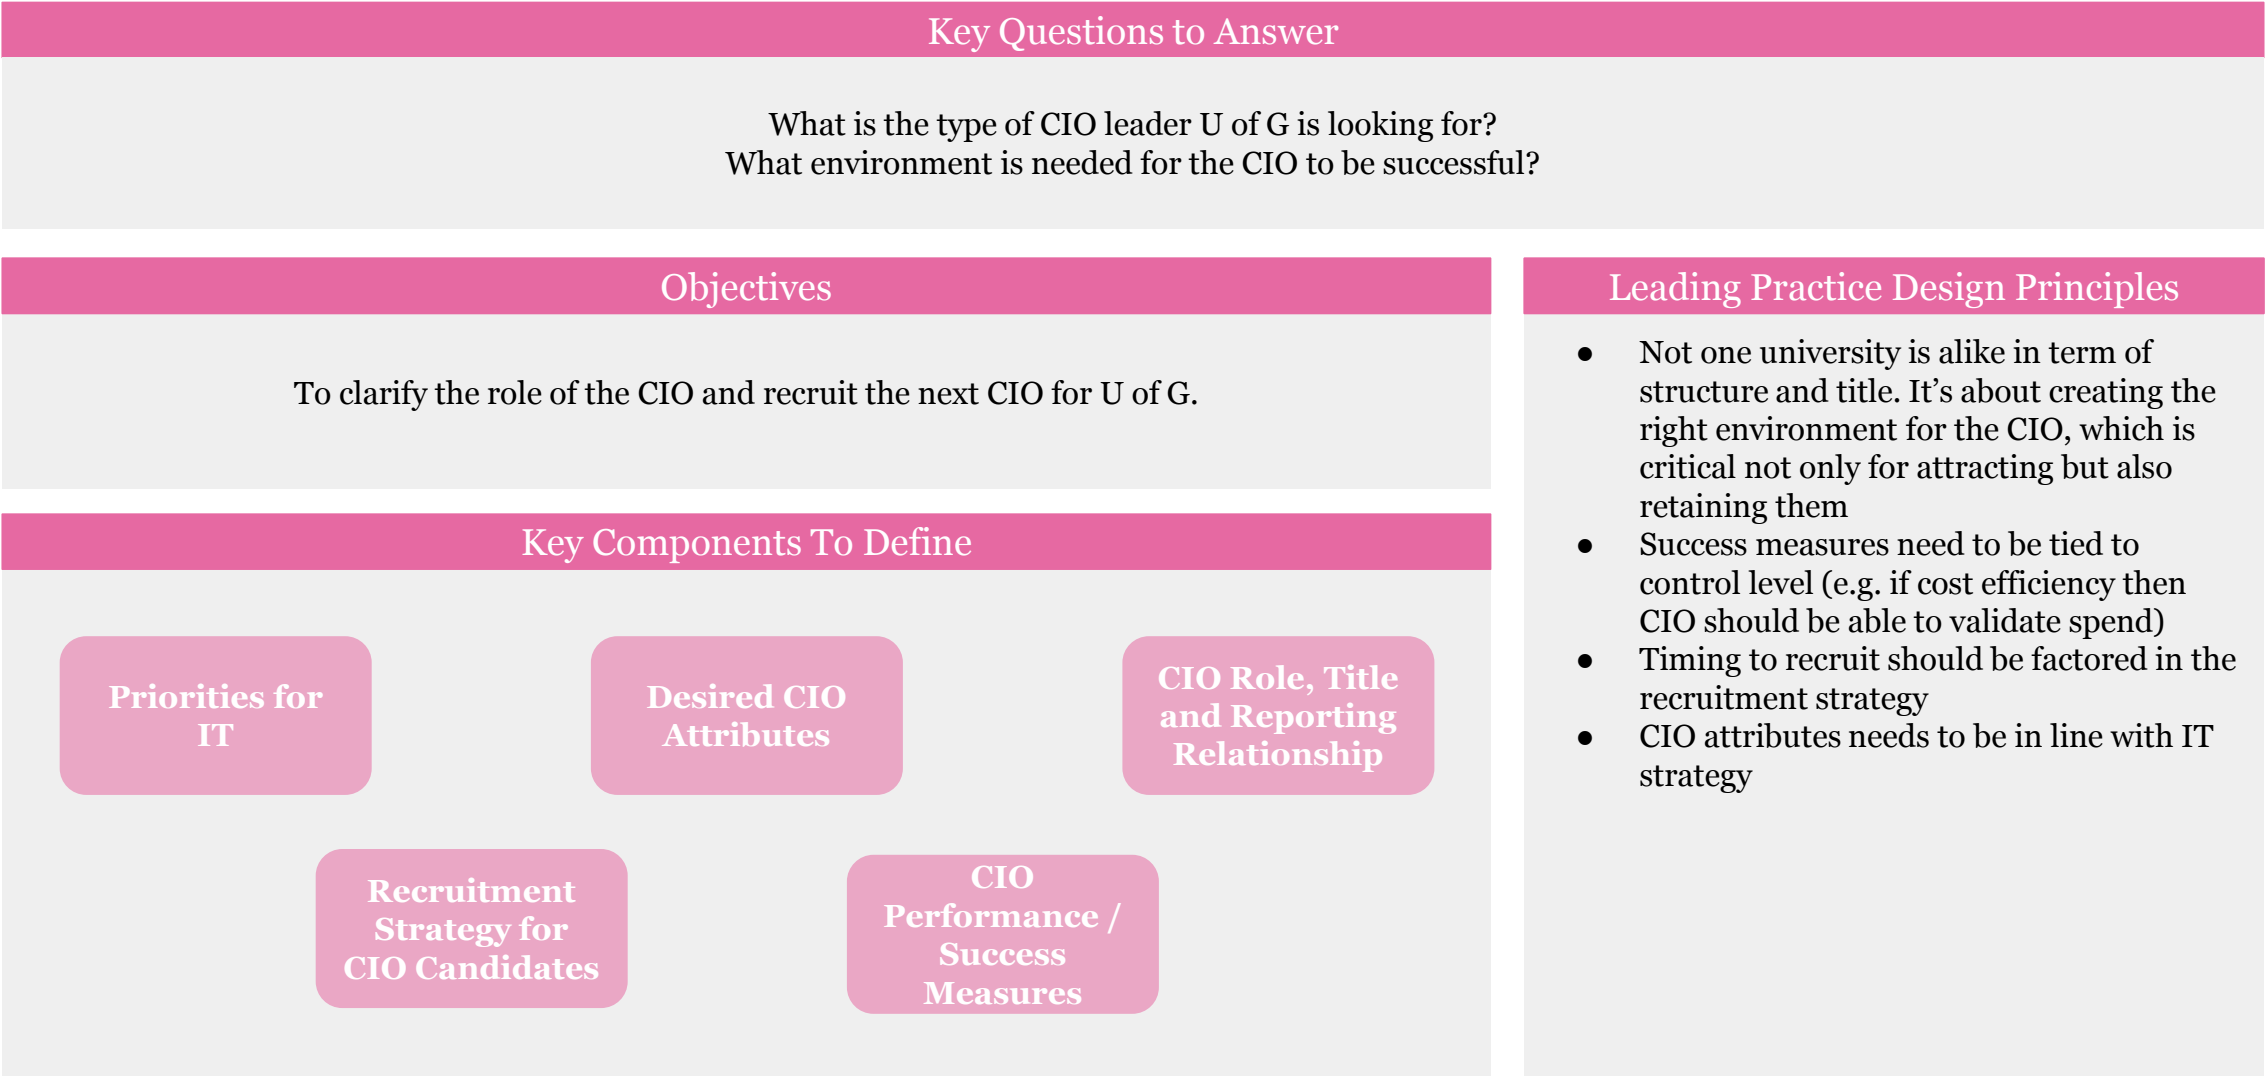 Key Questions to Answer
What is the type of CIO leader U of G is looking for?
What environment is needed for the CIO to be successful?
Objectives
To clarify the role of the CIO and recruit the next CIO for U of G.
Key Components To Define
Priorities for
IT
Desired CIO
Attributes
CIO Role, Title
and Reporting
Relationship
Recruitment
Strategy for
CIO Candidates
CIO
Performance /
Success
Measures
Leading Practice Design Principles
● Not one university is alike in term of
structure and title. It’s about creating the
right environment for the CIO, which is
critical not only for attracting but also
retaining them
● Success measures need to be tied to
control level (e.g. if cost efficiency then
CIO should be able to validate spend)
● Timing to recruit should be factored in the
recruitment strategy
● CIO attributes needs to be in line with IT
strategy